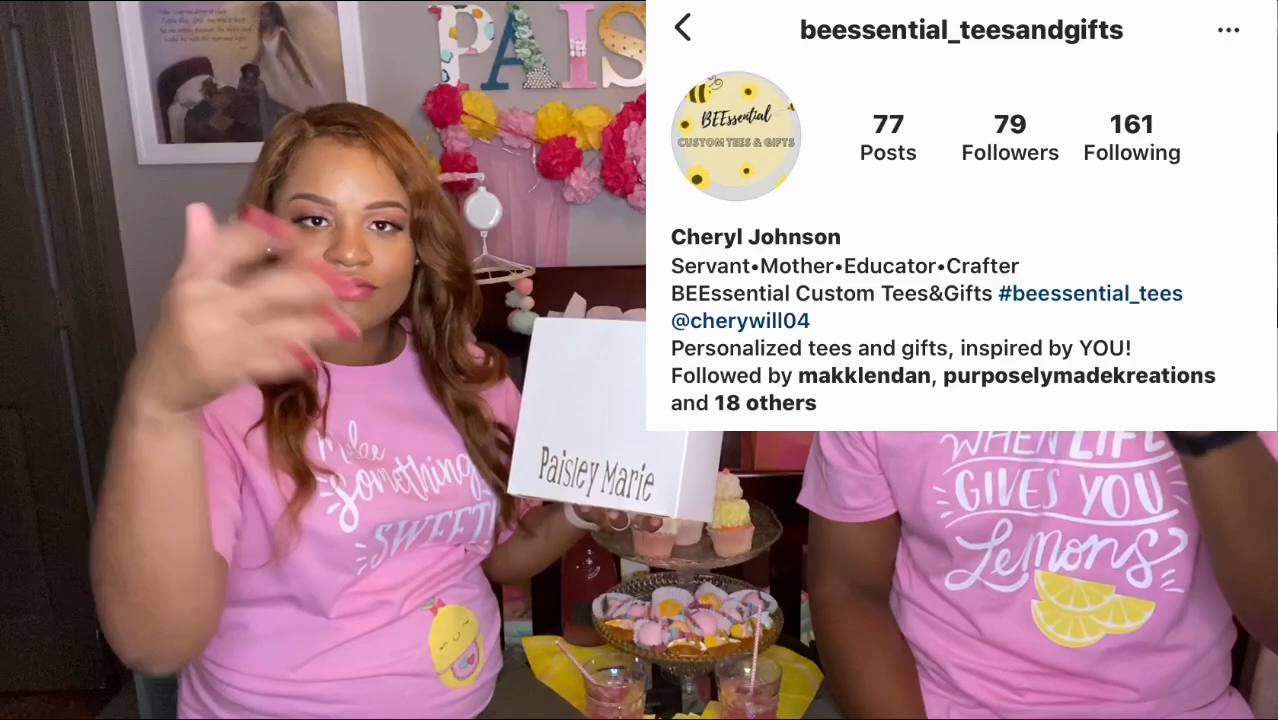 beessential_teesandgifts
BEEssential
CUSTOM TEES & GIFTS
77
79
161
Posts
Followers
Following
Cheryl Johnson
Servant•Mother•Educator•Crafter
BEEssential Custom Tees&Gifts #beessential_tees
@cherywill04
Personalized tees and gifts, inspired by YOU!
Followed by makklendan, purposelymadekreations
and 18 others
PAIS
Make
Something
SWEET!
Paisley Marie
WHEN LIFE
GIVES YOU
Lemons